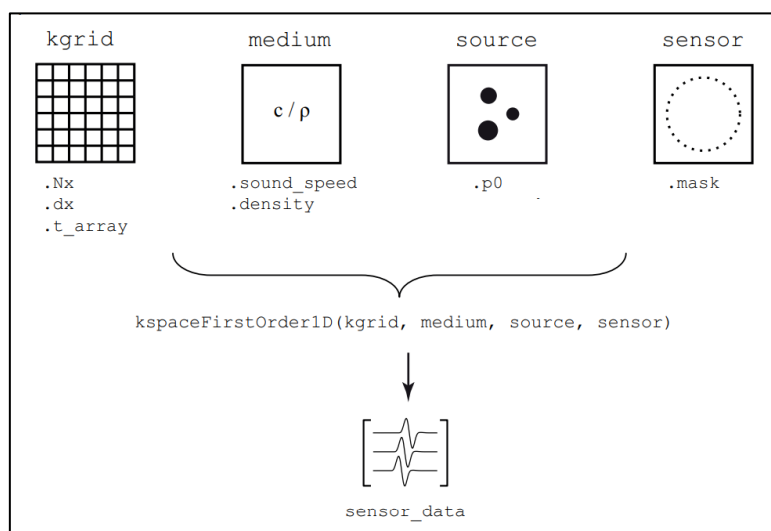 kgrid
medium
source
sensor
c / ρ
.Nx
.dx
.t_array
.sound_speed
.density
.p0
.mask
kspaceFirstOrder1D(kgrid, medium, source, sensor)
sensor_data